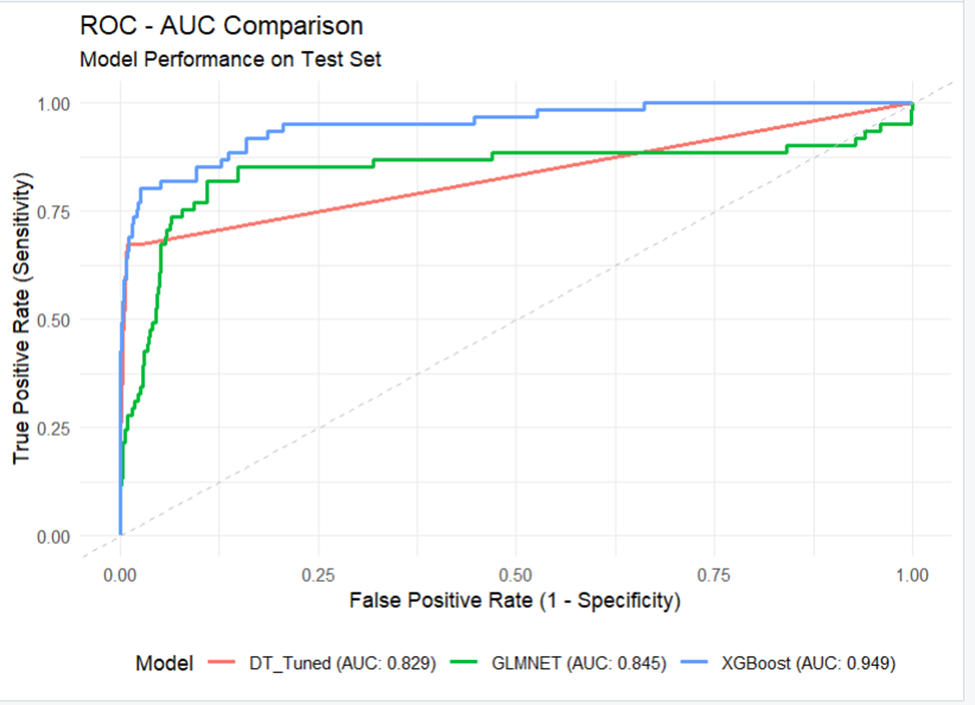 ROC - AUC Comparison
Model Performance on Test Set
True Positive Rate (Sensitivity)
1.00
0.75
0.50
0.25
0.00
0.00 0.25 0.50 0.75 1.00
False Positive Rate (1 - Specificity)
Model DT_Tuned (AUC: 0.829) GLMNET (AUC: 0.845) XGBoost (AUC: 0.949)